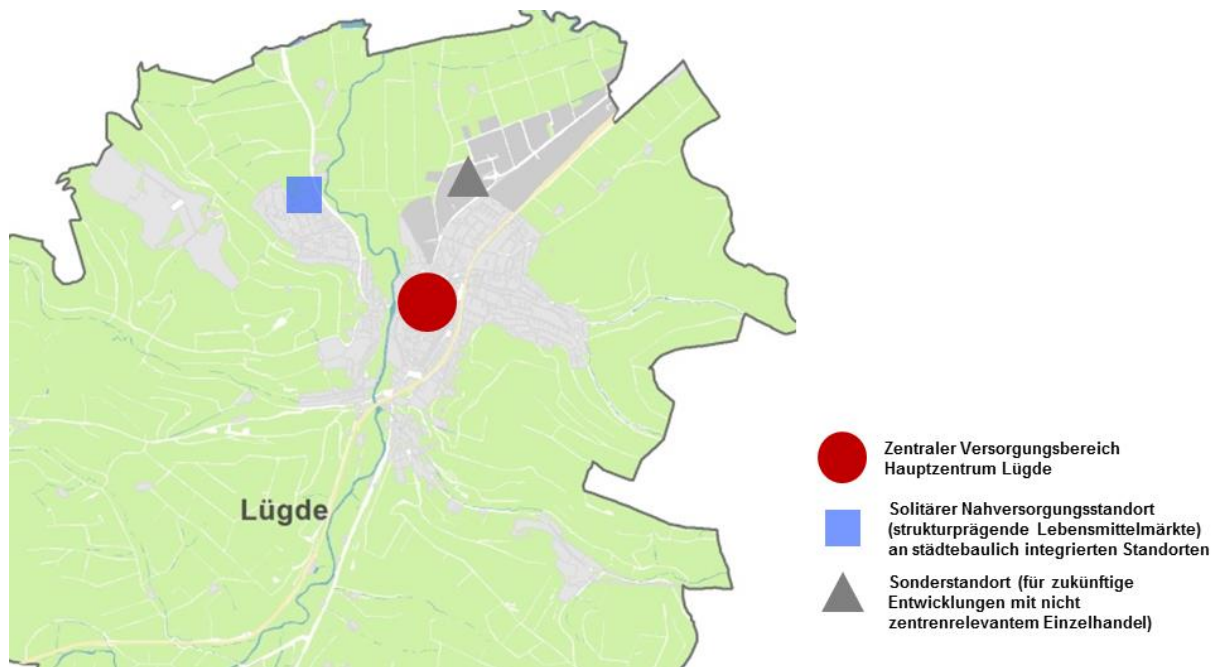 Lügde
Zentraler Versorgungsbereich
Hauptzentrum Lügde
Solitärer Nahversorgungsstandort
(strukturprägende Lebensmittelmärkte)
an städtebaulich integrierten Standorten
Sonderstandort (für zukünftige
Entwicklungen mit nicht
zentrenrelevantem Einzelhandel)